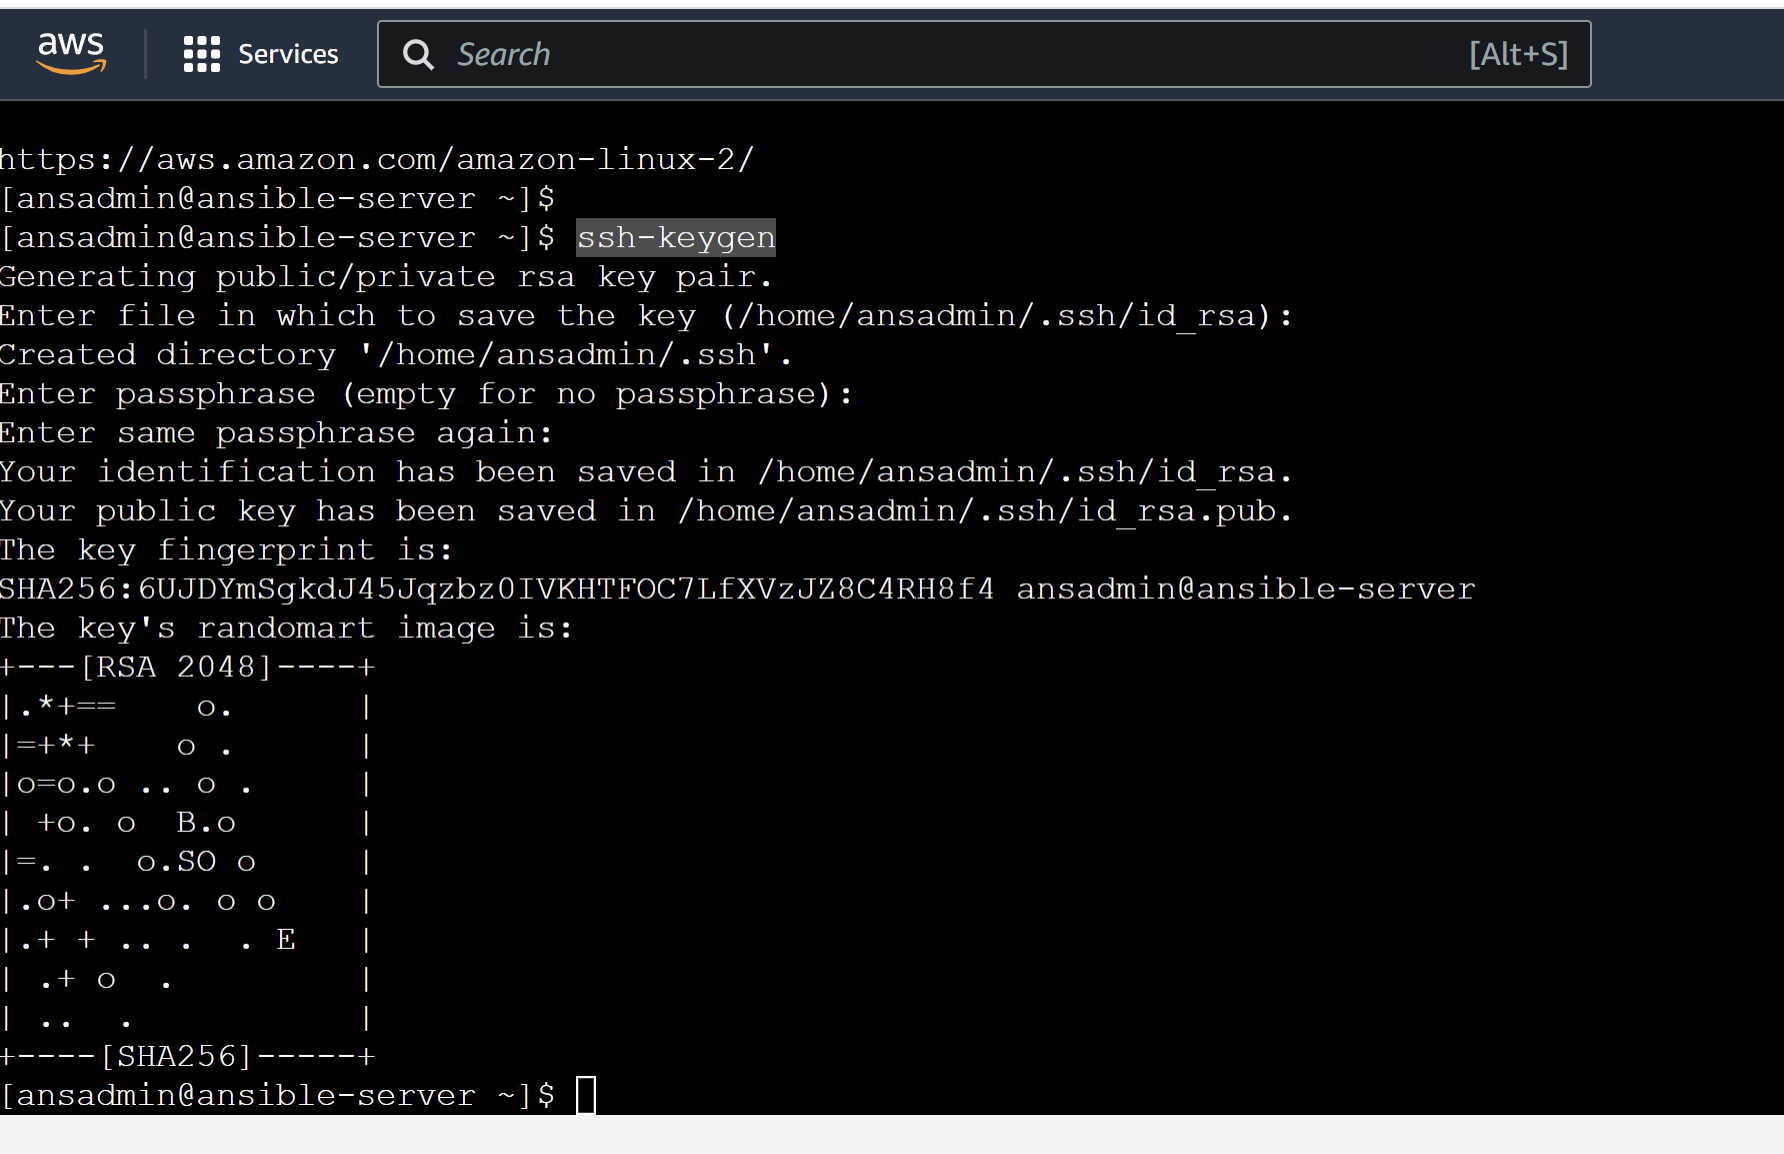 aws Services Search [Alt+S]
https://aws.amazon.com/amazon-linux-2/
[ansadmin@ansible-server ~]$
[ansadmin@ansible-server ~]$ ssh-keygen
Generating public/private rsa key pair.
Enter file in which to save the key (/home/ansadmin/.ssh/id_rsa):
Created directory '/home/ansadmin/.ssh'.
Enter passphrase (empty for no passphrase):
Enter same passphrase again:
Your identification has been saved in /home/ansadmin/.ssh/id_rsa.
Your public key has been saved in /home/ansadmin/.ssh/id_rsa.pub.
The key fingerprint is:
SHA256:6UJDYmSgkdJ45Jqzbz0IVKHTFOC7LfXVzJZ8C4RH8f4 ansadmin@ansible-server
The key's randomart image is:
+---[RSA 2048]----+
|.*+==    o.      |
|=+*+    o .      |
|o=o.o .. o .     |
| +o. o  B.o      |
|=. .  o.SO o     |
|.o+ ...o. o o    |
|.+ + .. .  . E   |
| .+ o  .         |
| ..  .           |
+----[SHA256]-----+
[ansadmin@ansible-server ~]$